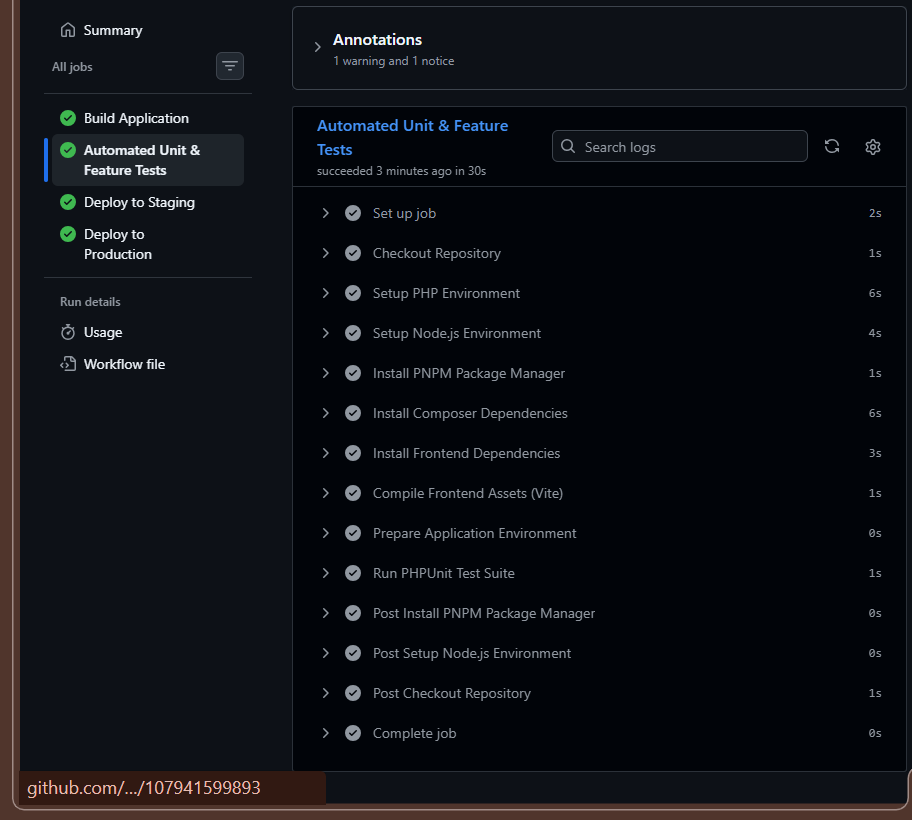 Summary
All jobs
Build Application
Automated Unit &
Feature Tests
Deploy to Staging
Deploy to
Production
Run details
Usage
Workflow file
Annotations
1 warning and 1 notice
Automated Unit & Feature
Tests
succeeded 3 minutes ago in 30s
Search logs
Set up job 2s
Checkout Repository 1s
Setup PHP Environment 6s
Setup Node.js Environment 4s
Install PNPM Package Manager 1s
Install Composer Dependencies 6s
Install Frontend Dependencies 3s
Compile Frontend Assets (Vite) 1s
Prepare Application Environment 0s
Run PHPUnit Test Suite 1s
Post Install PNPM Package Manager 0s
Post Setup Node.js Environment 0s
Post Checkout Repository 1s
Complete job 0s
github.com/.../107941599893